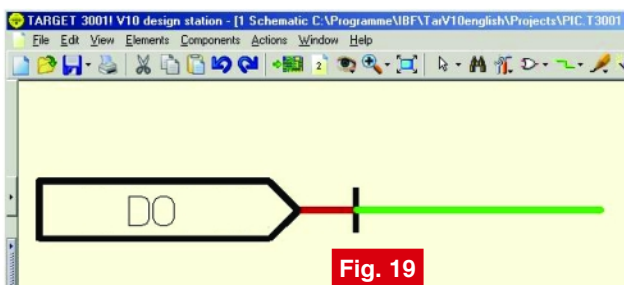 TARGET 3001! V10 design station - [1 Schematic C:\Programme\IBF\TarV10english\Projects\PIC.T3001
File Edit View Elements Components Actions Window Help
2
DO
Fig. 19